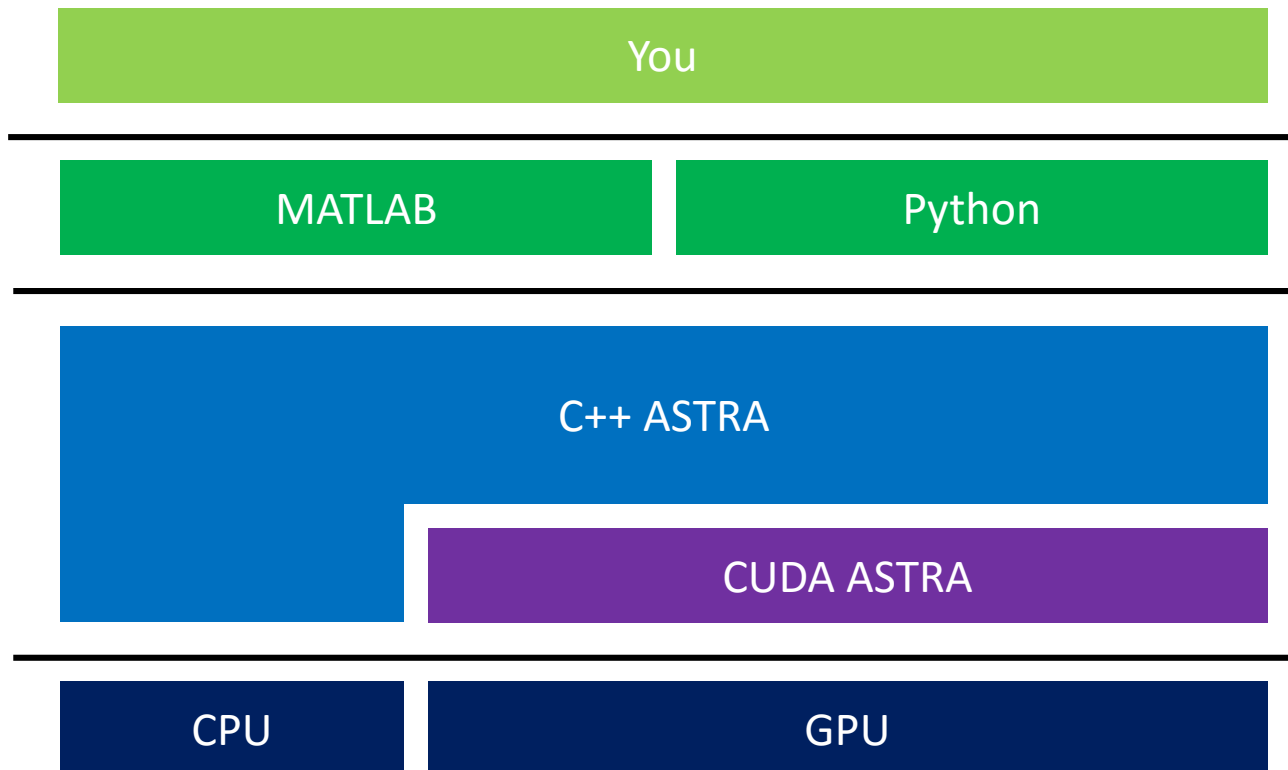 You
MATLAB
Python
C++ ASTRA
CUDA ASTRA
CPU
GPU